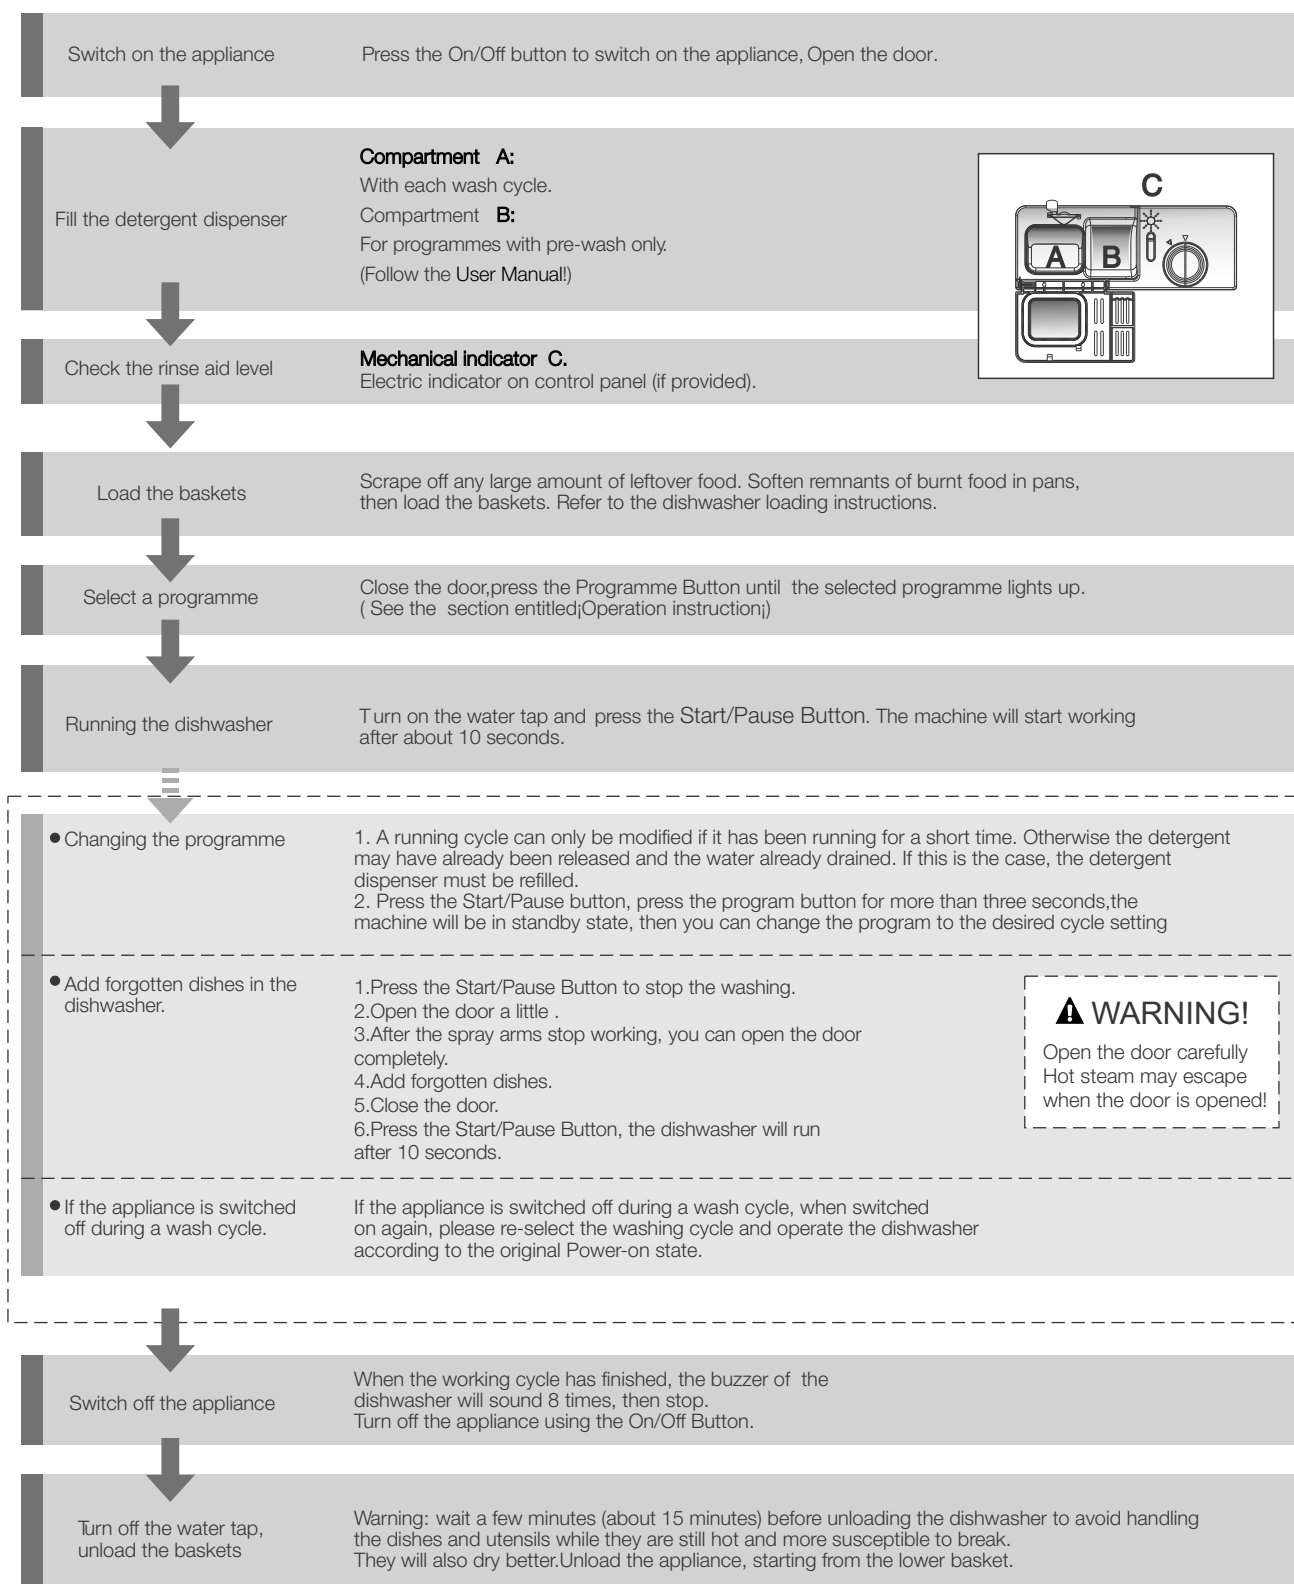 Switch on the appliance
Press the On/Off button to switch on the appliance, Open the door.
Fill the detergent dispenser
Compartment A:
With each wash cycle.
Compartment B:
For programmes with pre-wash only.
(Follow the User Manual!)
C
A
B
Check the rinse aid level
Mechanical indicator C.
Electric indicator on control panel (if provided).
Load the baskets
Scrape off any large amount of leftover food. Soften remnants of burnt food in pans,
then load the baskets. Refer to the dishwasher loading instructions.
Select a programme
Close the door,press the Programme Button until the selected programme lights up.
( See the section entitled¡Operation instruction¡)
Running the dishwasher
Turn on the water tap and press the Start/Pause Button. The machine will start working
after about 10 seconds.
Changing the programme
1. A running cycle can only be modified if it has been running for a short time. Otherwise the detergent
may have already been released and the water already drained. If this is the case, the detergent
dispenser must be refilled.
2. Press the Start/Pause button, press the program button for more than three seconds,the
machine will be in standby state, then you can change the program to the desired cycle setting
Add forgotten dishes in the
dishwasher.
1.Press the Start/Pause Button to stop the washing.
2.Open the door a little .
3.After the spray arms stop working, you can open the door
completely.
4.Add forgotten dishes.
5.Close the door.
6.Press the Start/Pause Button, the dishwasher will run
after 10 seconds.
WARNING!
Open the door carefully
Hot steam may escape
when the door is opened!
If the appliance is switched
off during a wash cycle.
If the appliance is switched off during a wash cycle, when switched
on again, please re-select the washing cycle and operate the dishwasher
according to the original Power-on state.
Switch off the appliance
When the working cycle has finished, the buzzer of the
dishwasher will sound 8 times, then stop.
Turn off the appliance using the On/Off Button.
Turn off the water tap,
unload the baskets
Warning: wait a few minutes (about 15 minutes) before unloading the dishwasher to avoid handling
the dishes and utensils while they are still hot and more susceptible to break.
They will also dry better.Unload the appliance, starting from the lower basket.